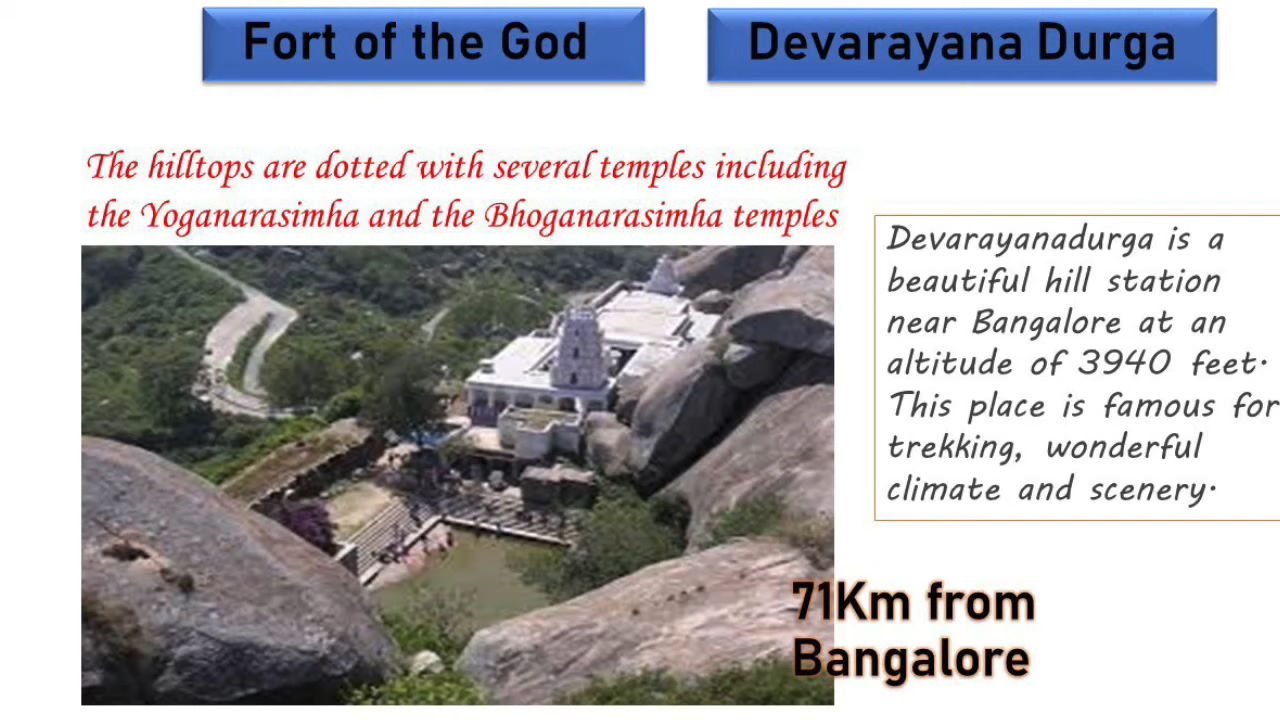 Fort of the God
Devarayana Durga
The hilltops are dotted with several temples including
the Yoganarasimha and the Bhoganarasimha temples
Devarayanadurga is a
beautiful hill station
near Bangalore at an
altitude of 3940 feet.
This place is famous for
trekking, wonderful
climate and scenery.
71Km from
Bangalore